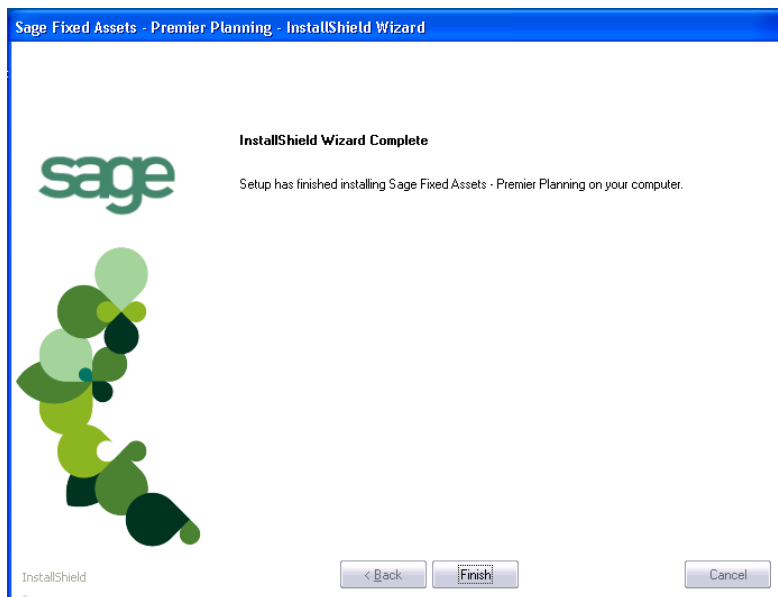 Sage Fixed Assets - Premier Planning - InstallShield Wizard
InstallShield Wizard Complete
sage
Setup has finished installing Sage Fixed Assets - Premier Planning on your computer.
InstallShield
< Back
Finish
Cancel